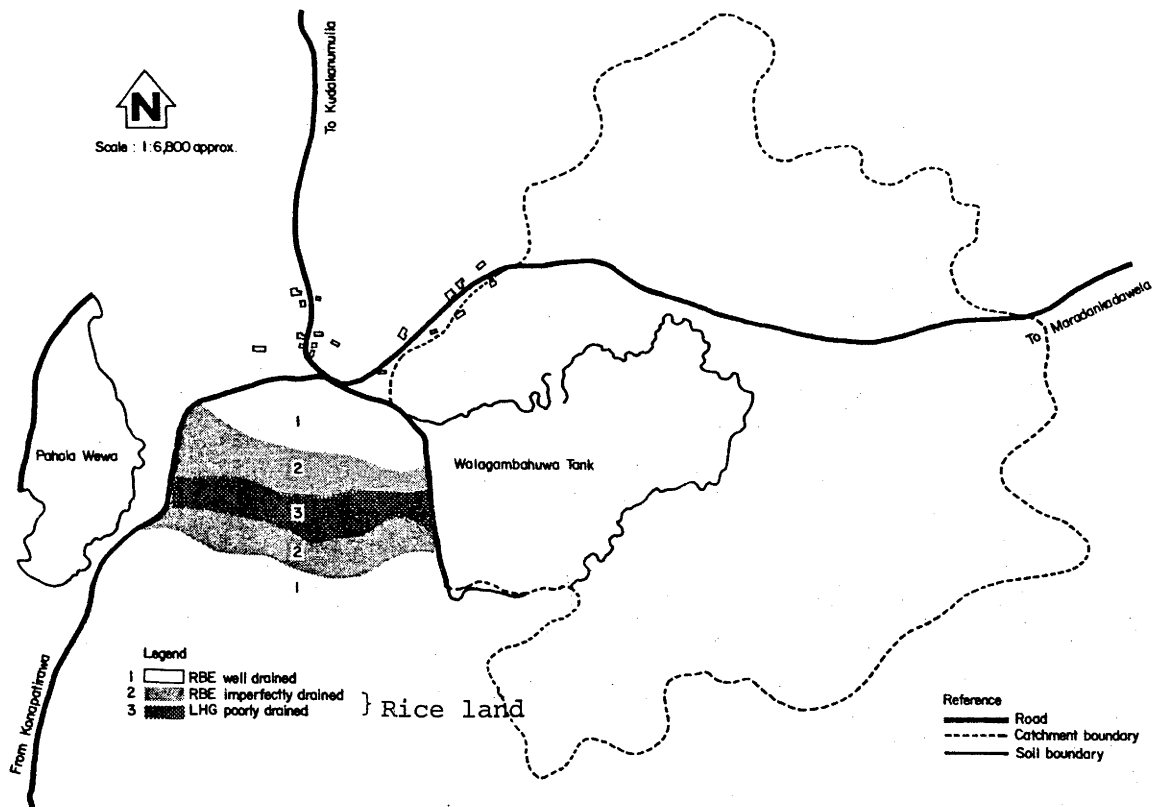 To Kudakanumulla
N
Scale : 1:6,800 approx.
To Maradankadawela
1
Pahala Wewa
2
Walagambahuwa Tank
3
2
1
From Konapatirawa
Legend
1 RBE well drained
2 RBE imperfectly drained
3 LHG poorly drained
} Rice land
Reference
Road
Catchment boundary
Soil boundary